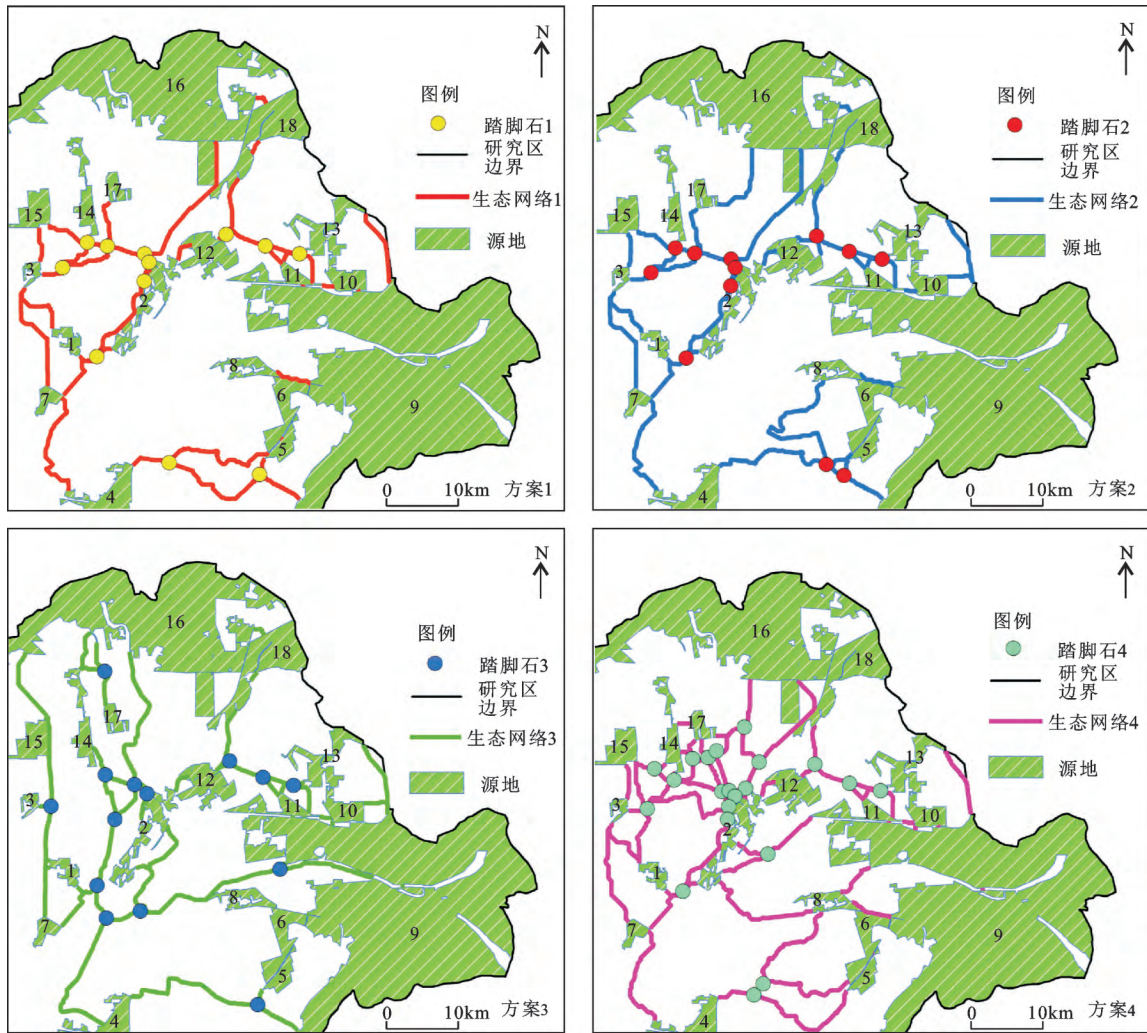 N
16
图例
踏脚石1
18
研究区
边界
17
15
14
生态网络1
13
12
源地
3
11
10
2
1
8
6
9
7
5
4
0
10km
方案1
N
16
图例
踏脚石2
18
研究区
边界
17
15
14
生态网络2
13
12
源地
3
11
10
2
1
8
6
9
7
5
4
0
10km
方案2
N
16
图例
踏脚石3
18
研究区
边界
17
15
14
生态网络3
13
12
源地
3
11
10
2
1
8
6
9
7
5
4
0
10km
方案3
N
16
图例
踏脚石4
18
研究区
边界
17
15
14
生态网络4
13
12
源地
3
11
10
2
1
8
6
9
7
5
4
0
10km
方案4